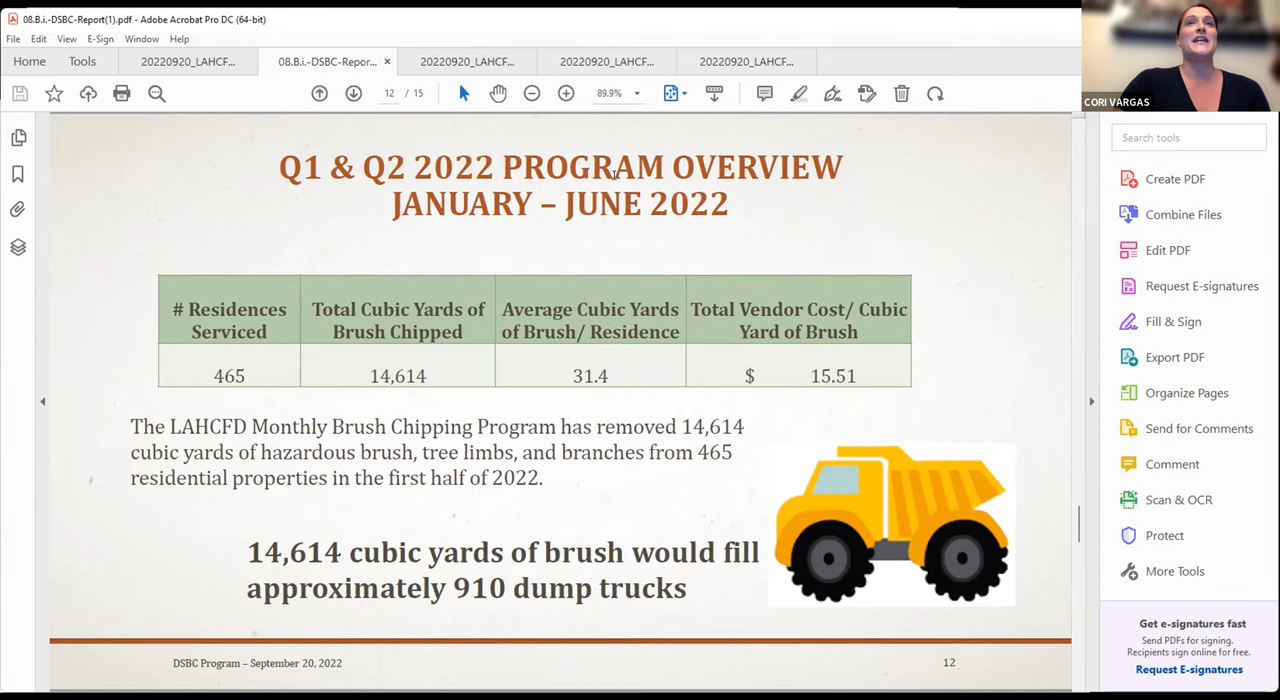 08.B.i.-DSBC-Report(1).pdf - Adobe Acrobat Pro DC (64-bit)
File Edit View E-Sign Window Help
Home Tools 20220920_LAHCF... 08.B.i.-DSBC-Repor... × 20220920_LAHCF... 20220920_LAHCF... 20220920_LAHCF...
12 / 15 89.9%
CORI VARGAS
Search tools
Create PDF
Combine Files
Edit PDF
Request E-signatures
Fill & Sign
Export PDF
Organize Pages
Send for Comments
Comment
Scan & OCR
Protect
More Tools
Get e-signatures fast
Send PDFs for signing.
Recipients sign online for free.
Request E-signatures
Q1 & Q2 2022 PROGRAM OVERVIEW
JANUARY – JUNE 2022
# Residences Total Cubic Yards of Average Cubic Yards Total Vendor Cost/ Cubic
Serviced Brush Chipped of Brush/ Residence Yard of Brush
465 14,614 31.4 $ 15.51
The LAHCFD Monthly Brush Chipping Program has removed 14,614
cubic yards of hazardous brush, tree limbs, and branches from 465
residential properties in the first half of 2022.
14,614 cubic yards of brush would fill
approximately 910 dump trucks
DSBC Program – September 20, 2022 12